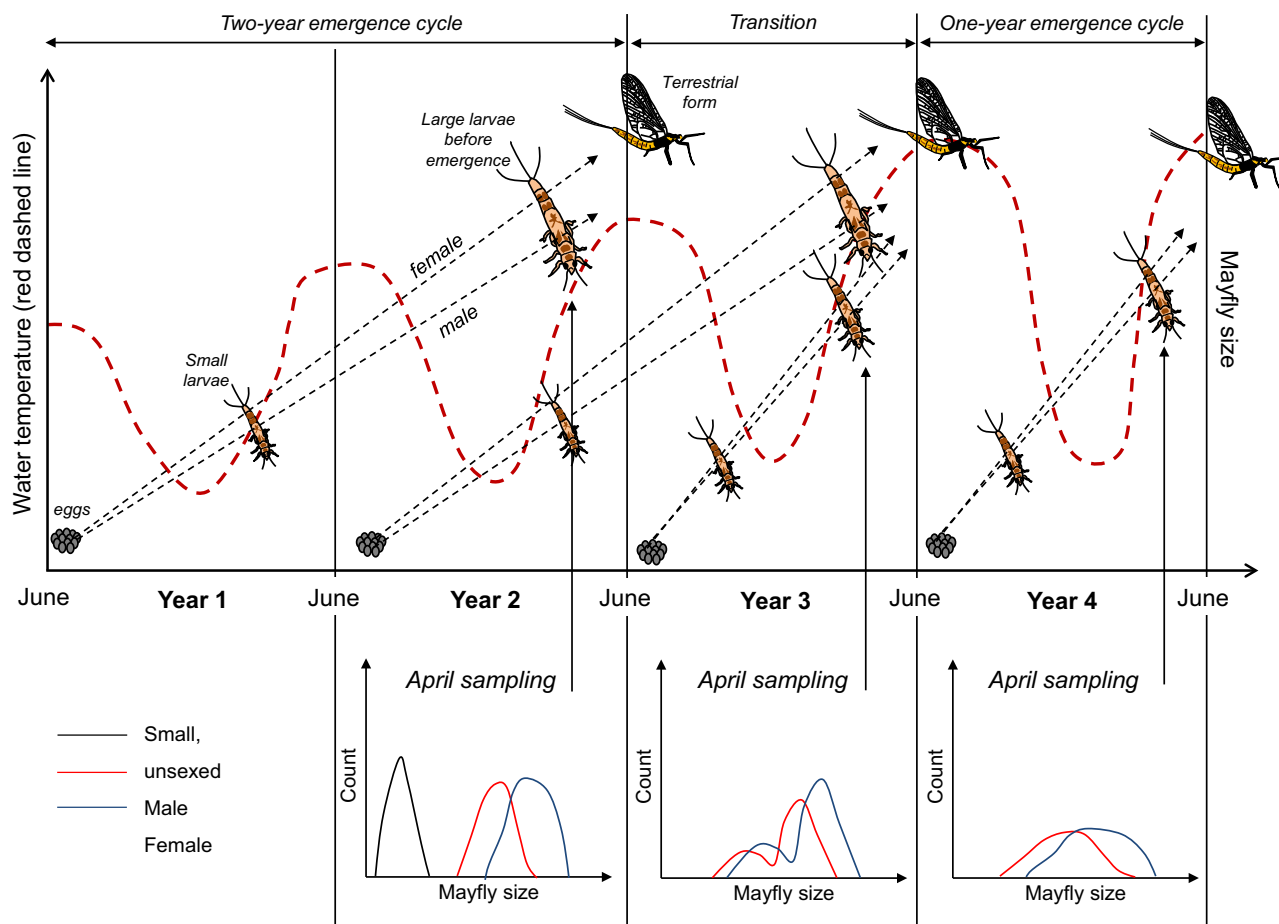 Two-year emergence cycle
Transition
One-year emergence cycle
Water temperature (red dashed line)
Large larvae
before
emergence
Terrestrial
form
female
male
Small
larvae
eggs
Mayfly size
June
Year 1
June
Year 2
June
Year 3
June
Year 4
June
April sampling
April sampling
April sampling
Small,
unsexed
Male
Female
Count
Mayfly size
Count
Mayfly size
Count
Mayfly size